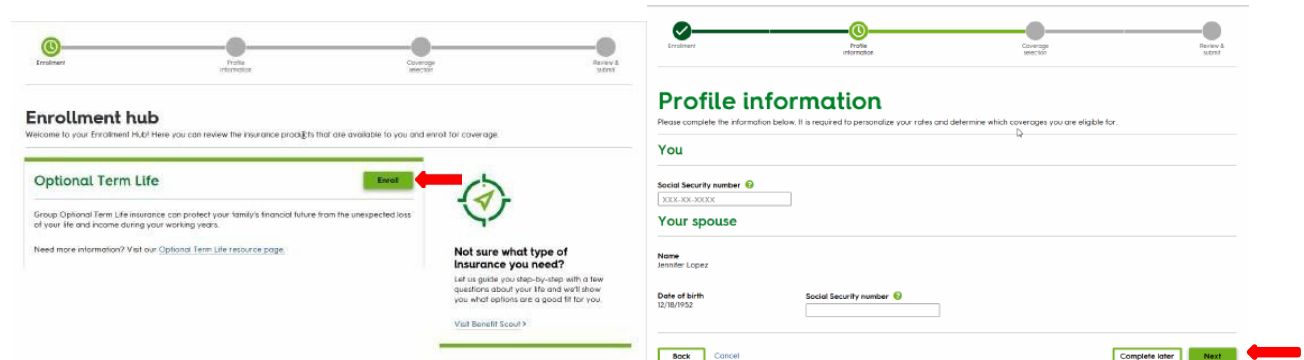 Enrollment
Profile
information
Coverage
selection
Review &
submit
Enrollment hub
Welcome to your Enrollment Hub! Here you can review the insurance products that are available to you and enroll for coverage.
Optional Term Life
Enroll
Group Optional Term Life insurance can protect your family's financial future from the unexpected loss
of your life and income during your working years.
Need more information? Visit our Optional Term Life resource page.
Not sure what type of
insurance you need?
Let us guide you step-by-step with a few
questions about your life and we'll show
you what options are a good fit for you.
Visit Benefit Scout >
Enrollment
Profile
information
Coverage
selection
Review &
submit
Profile information
Please complete the information below. It is required to personalize your rates and determine which coverages you are eligible for.
You
Social Security number ?
XXX-XX-XXXX
Your spouse
Name
Jennifer Lopez
Date of birth
12/18/1952
Social Security number ?
Back
Cancel
Complete later
Next